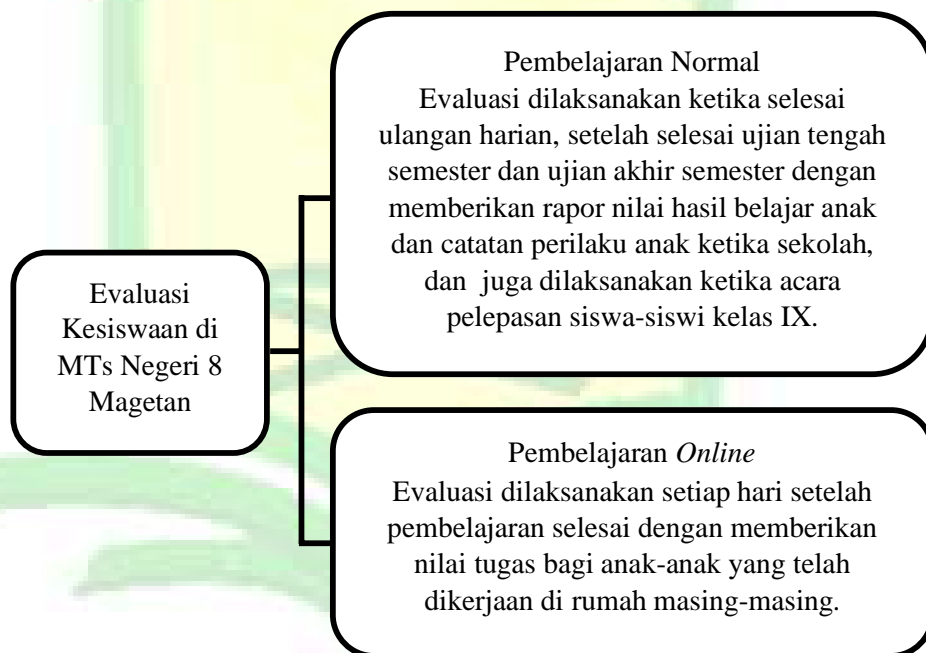 Evaluasi
Kesiswaan di
MTs Negeri 8
Magetan
Pembelajaran Normal
Evaluasi dilaksanakan ketika selesai
ulangan harian, setelah selesai ujian tengah
semester dan ujian akhir semester dengan
memberikan rapor nilai hasil belajar anak
dan catatan perilaku anak ketika sekolah,
dan  juga dilaksanakan ketika acara
pelepasan siswa-siswi kelas IX.
Pembelajaran Online
Evaluasi dilaksanakan setiap hari setelah
pembelajaran selesai dengan memberikan
nilai tugas bagi anak-anak yang telah
dikerjaan di rumah masing-masing.